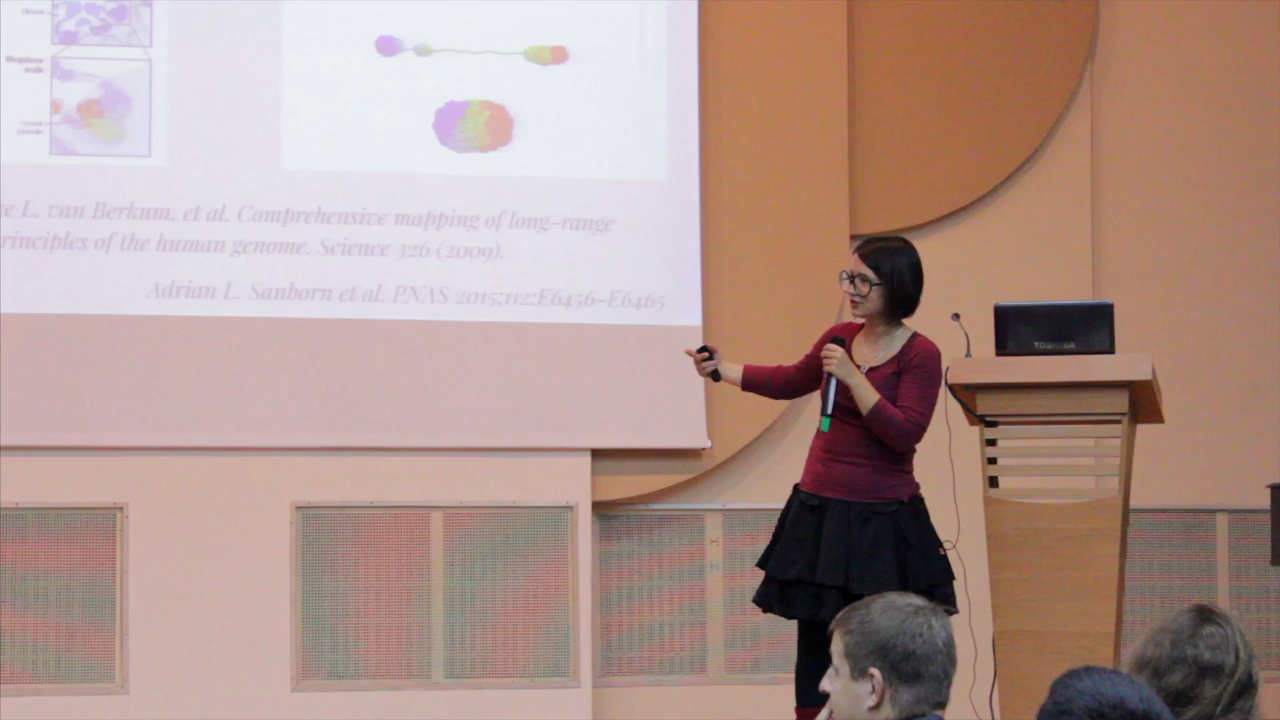 ke L. van Berkum, et al. Comprehensive mapping of long-range
rinciples of the human genome. Science 326 (2009).
Adrian L. Sanborn et al. PNAS 2015;112:E6456-E6465
TOSHIBA